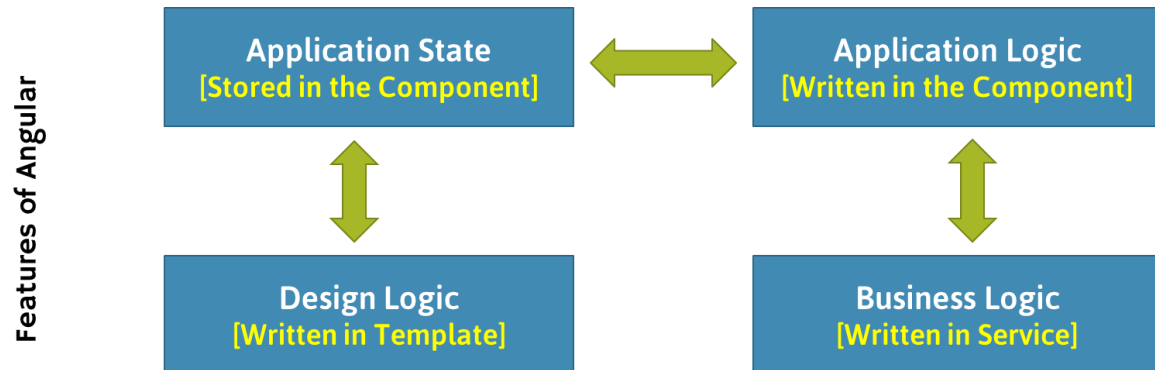 Features of Angular
Application State
[Stored in the Component]
Application Logic
[Written in the Component]
Design Logic
[Written in Template]
Business Logic
[Written in Service]